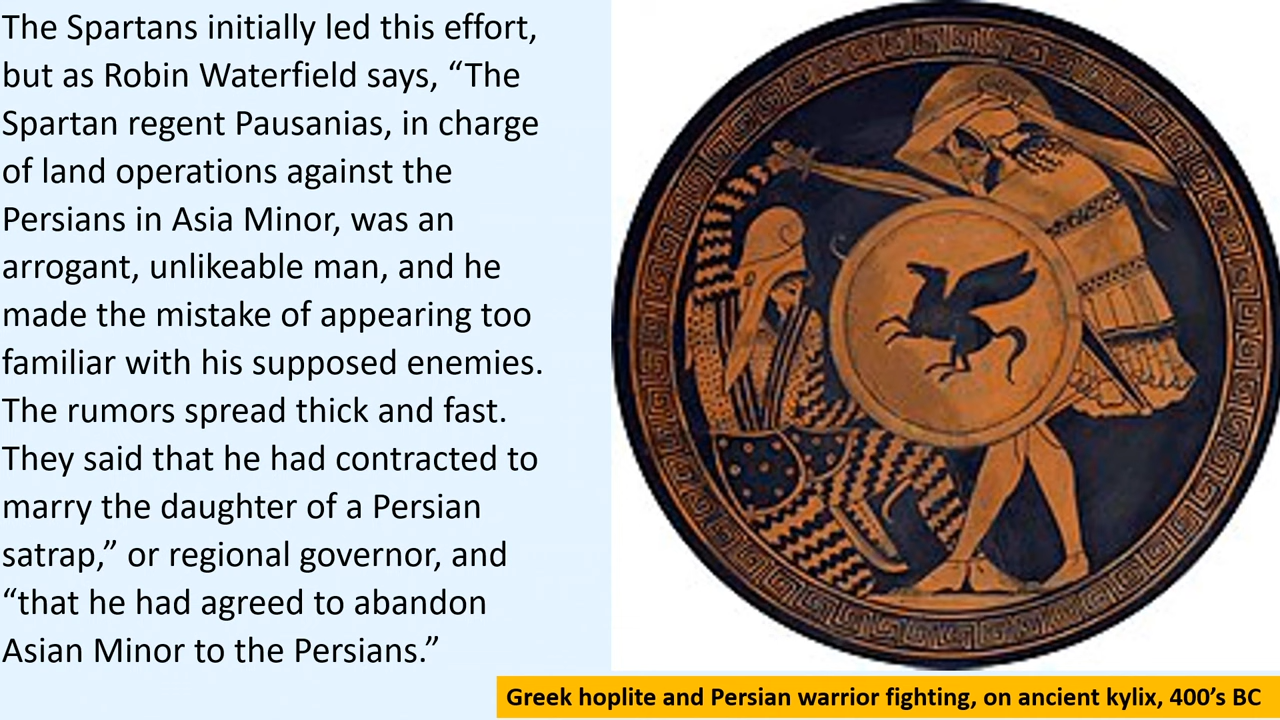 The Spartans initially led this effort,
but as Robin Waterfield says, “The
Spartan regent Pausanias, in charge
of land operations against the
Persians in Asia Minor, was an
arrogant, unlikeable man, and he
made the mistake of appearing too
familiar with his supposed enemies.
The rumors spread thick and fast.
They said that he had contracted to
marry the daughter of a Persian
satrap,” or regional governor, and
“that he had agreed to abandon
Asian Minor to the Persians.”
Greek hoplite and Persian warrior fighting, on ancient kylix, 400’s BC